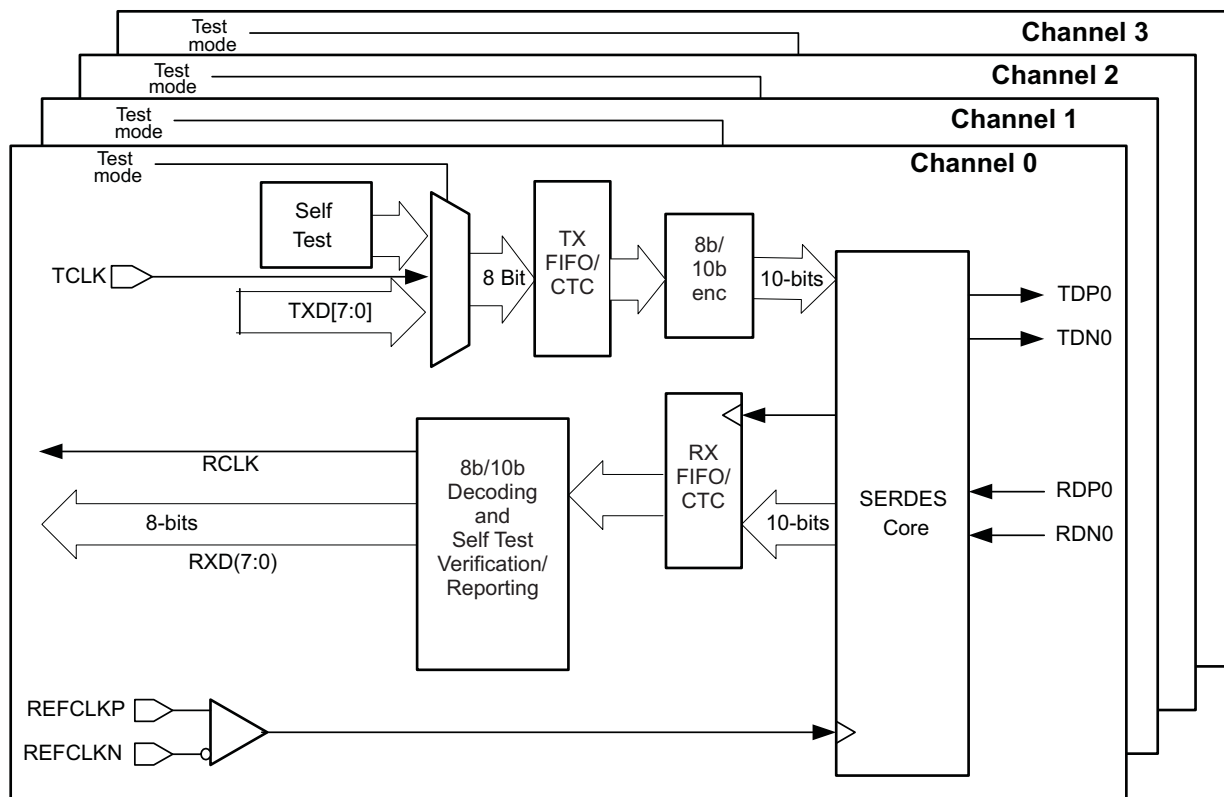 Test
mode
Channel 3
Test
mode
Channel 2
Test
mode
Channel 1
Test
mode
Channel 0
Self
Test
TCLK
TXD[7:0]
8 Bit
TX
FIFO/
CTC
8b/
10b
enc
10-bits
TDP0
TDN0
RCLK
8-bits
RXD(7:0)
8b/10b
Decoding
and
Self Test
Verification/
Reporting
RX
FIFO/
CTC
10-bits
SERDES
Core
RDP0
RDN0
REFCLKP
REFCLKN